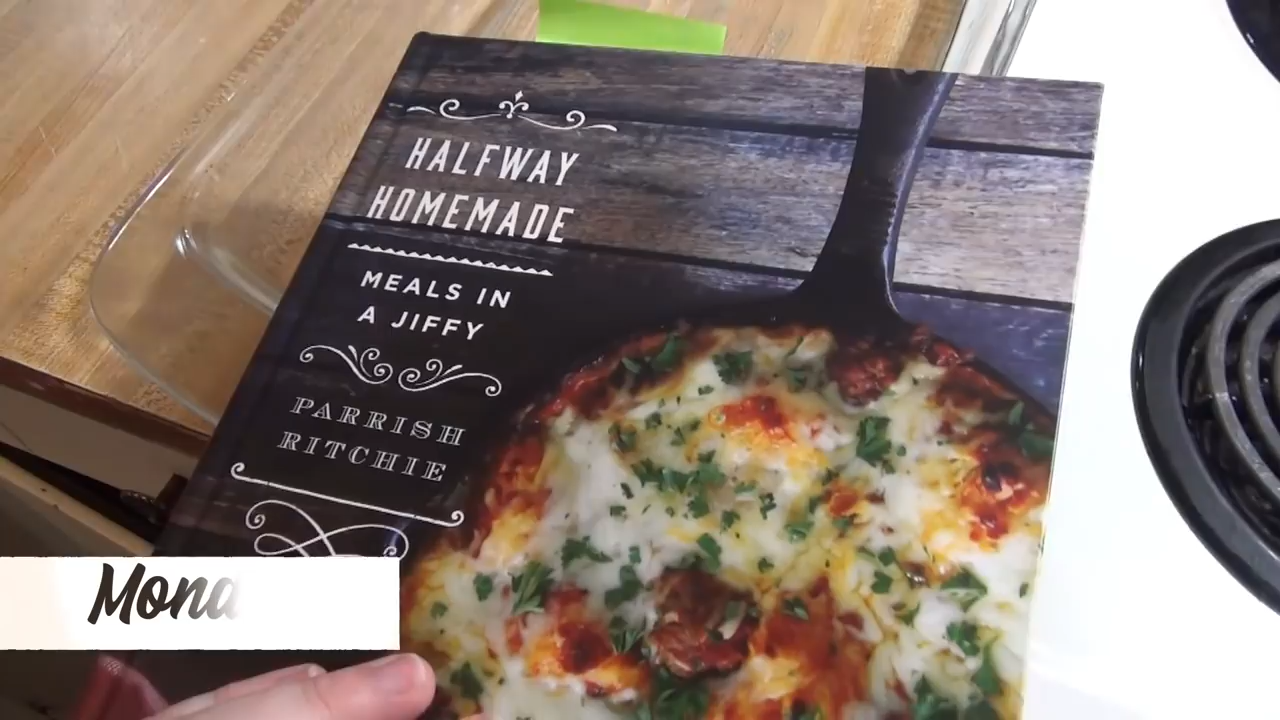 HALFWAY
HOMEMADE
MEALS IN
A JIFFY
PARRISH
RITCHIE
Mona